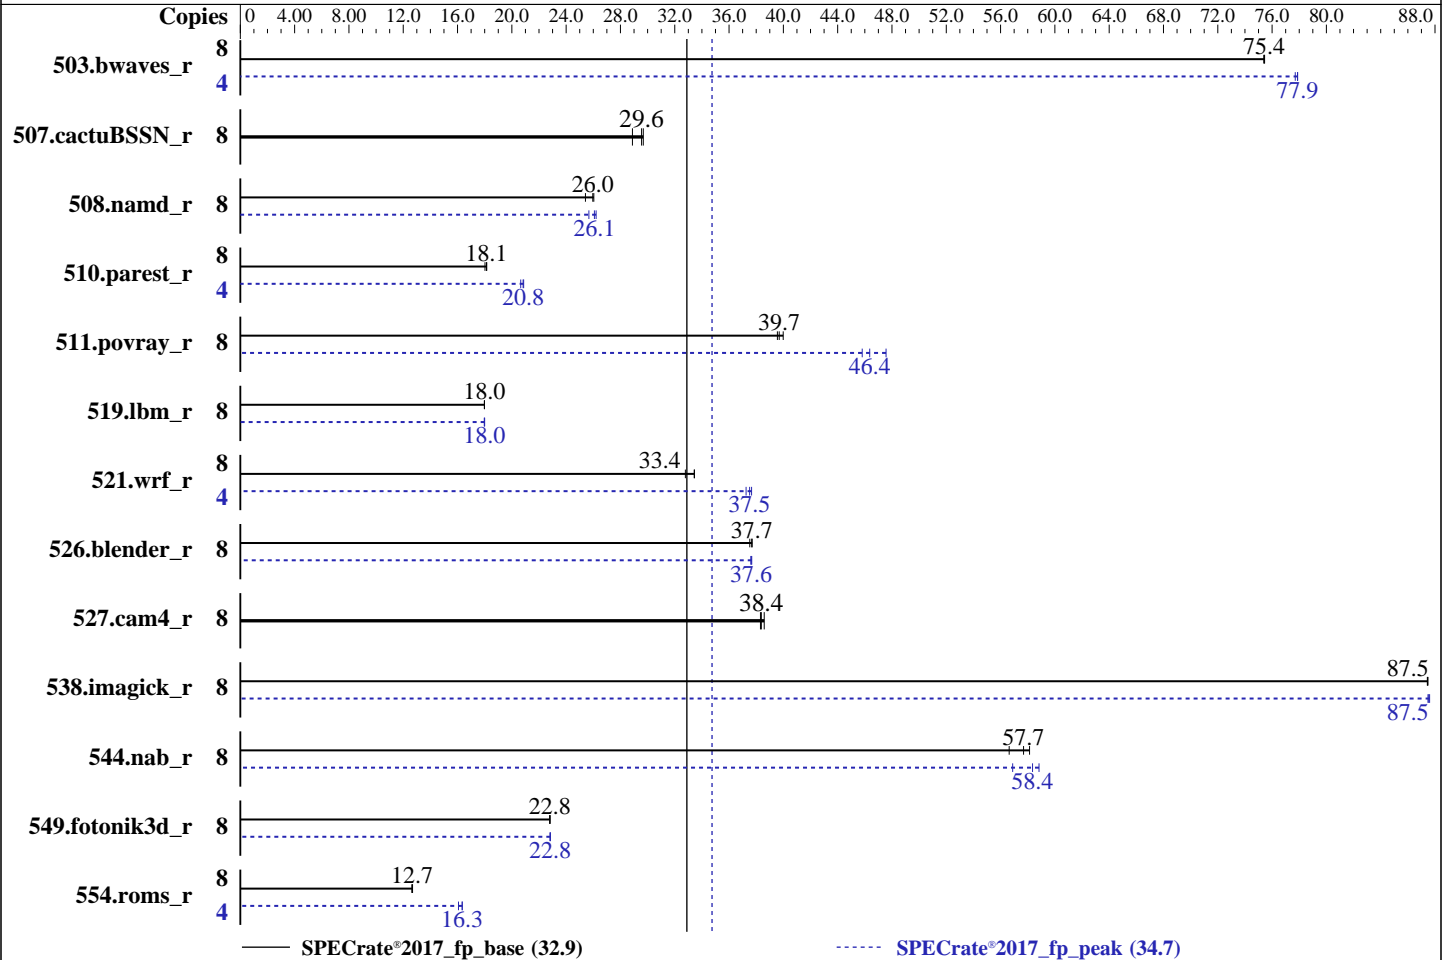 Copies 0 4.00 8.00 12.0 16.0 20.0 24.0 28.0 32.0 36.0 40.0 44.0 48.0 52.0 56.0 60.0 64.0 68.0 72.0 76.0 80.0 88.0
503.bwaves_r 8 75.4
4 77.9
507.cactuBSSN_r 8 29.6
508.namd_r 8 26.0
26.1
510.parest_r 8 18.1
4 20.8
511.povray_r 8 39.7
46.4
519.lbm_r 8 18.0
18.0
521.wrf_r 8 33.4
4 37.5
526.blender_r 8 37.7
37.6
527.cam4_r 8 38.4
538.imagick_r 8 87.5
87.5
544.nab_r 8 57.7
58.4
549.fotonik3d_r 8 22.8
22.8
554.roms_r 8 12.7
4 16.3
SPECrate®2017_fp_base (32.9) SPECrate®2017_fp_peak (34.7)